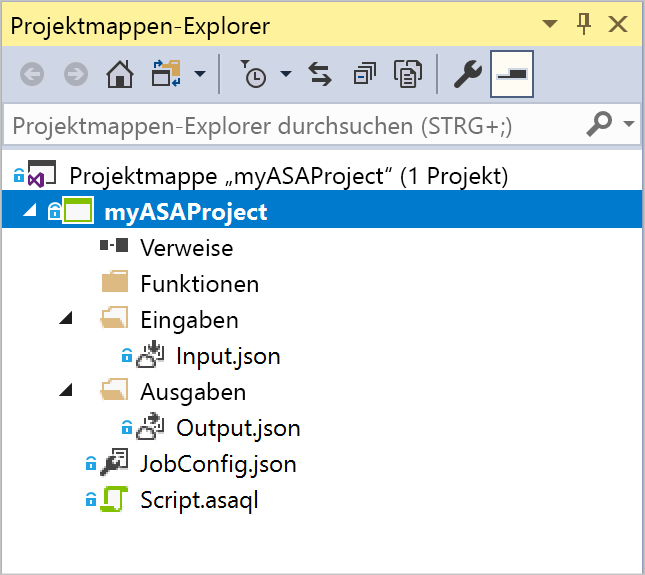 Projektmappen-Explorer
Projektmappen-Explorer durchsuchen (STRG+;)
Projektmappe „myASAProject“ (1 Projekt)
myASAProject
Verweise
Funktionen
Eingaben
Input.json
Ausgaben
Output.json
JobConfig.json
Script.asaql